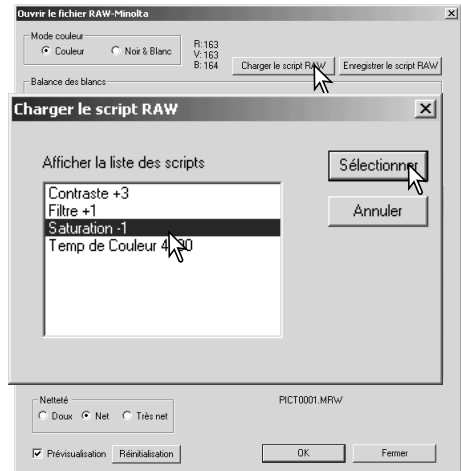 Ouvrir le fichier RAW-Minolta
Mode couleur
Couleur
Noir & Blanc
R:163
V:163
B:164
Charger le script RAW
Enregistrer le script RAW
Balance des blancs
Charger le script RAW
Afficher la liste des scripts
Contraste +3
Filtre +1
Saturation -1
Temp de Couleur
Sélectionner
Annuler
Netteté
Doux
Net
Très net
PICT0001.MRW
Prévisualisation
Réinitialisation
OK
Fermer